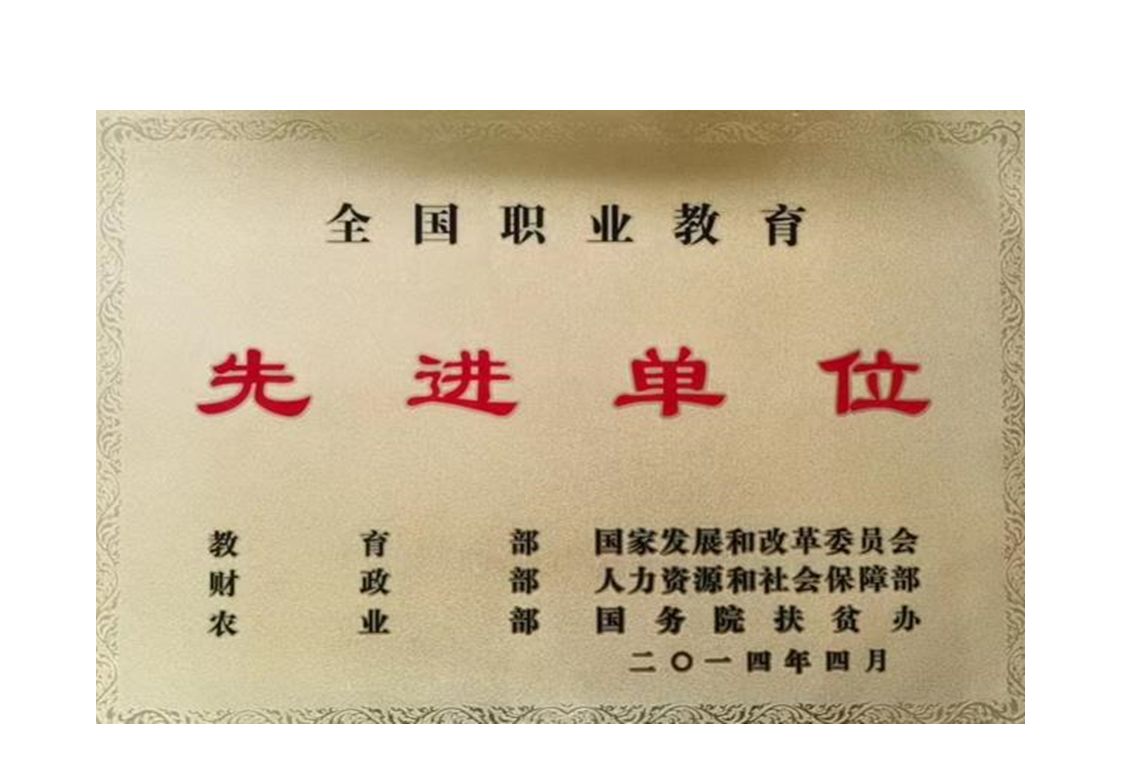 全国职业教育
先进单位
教育部 国家发展和改革委员会
财政部 人力资源和社会保障部
农业部 国务院扶贫办
二〇一四年四月